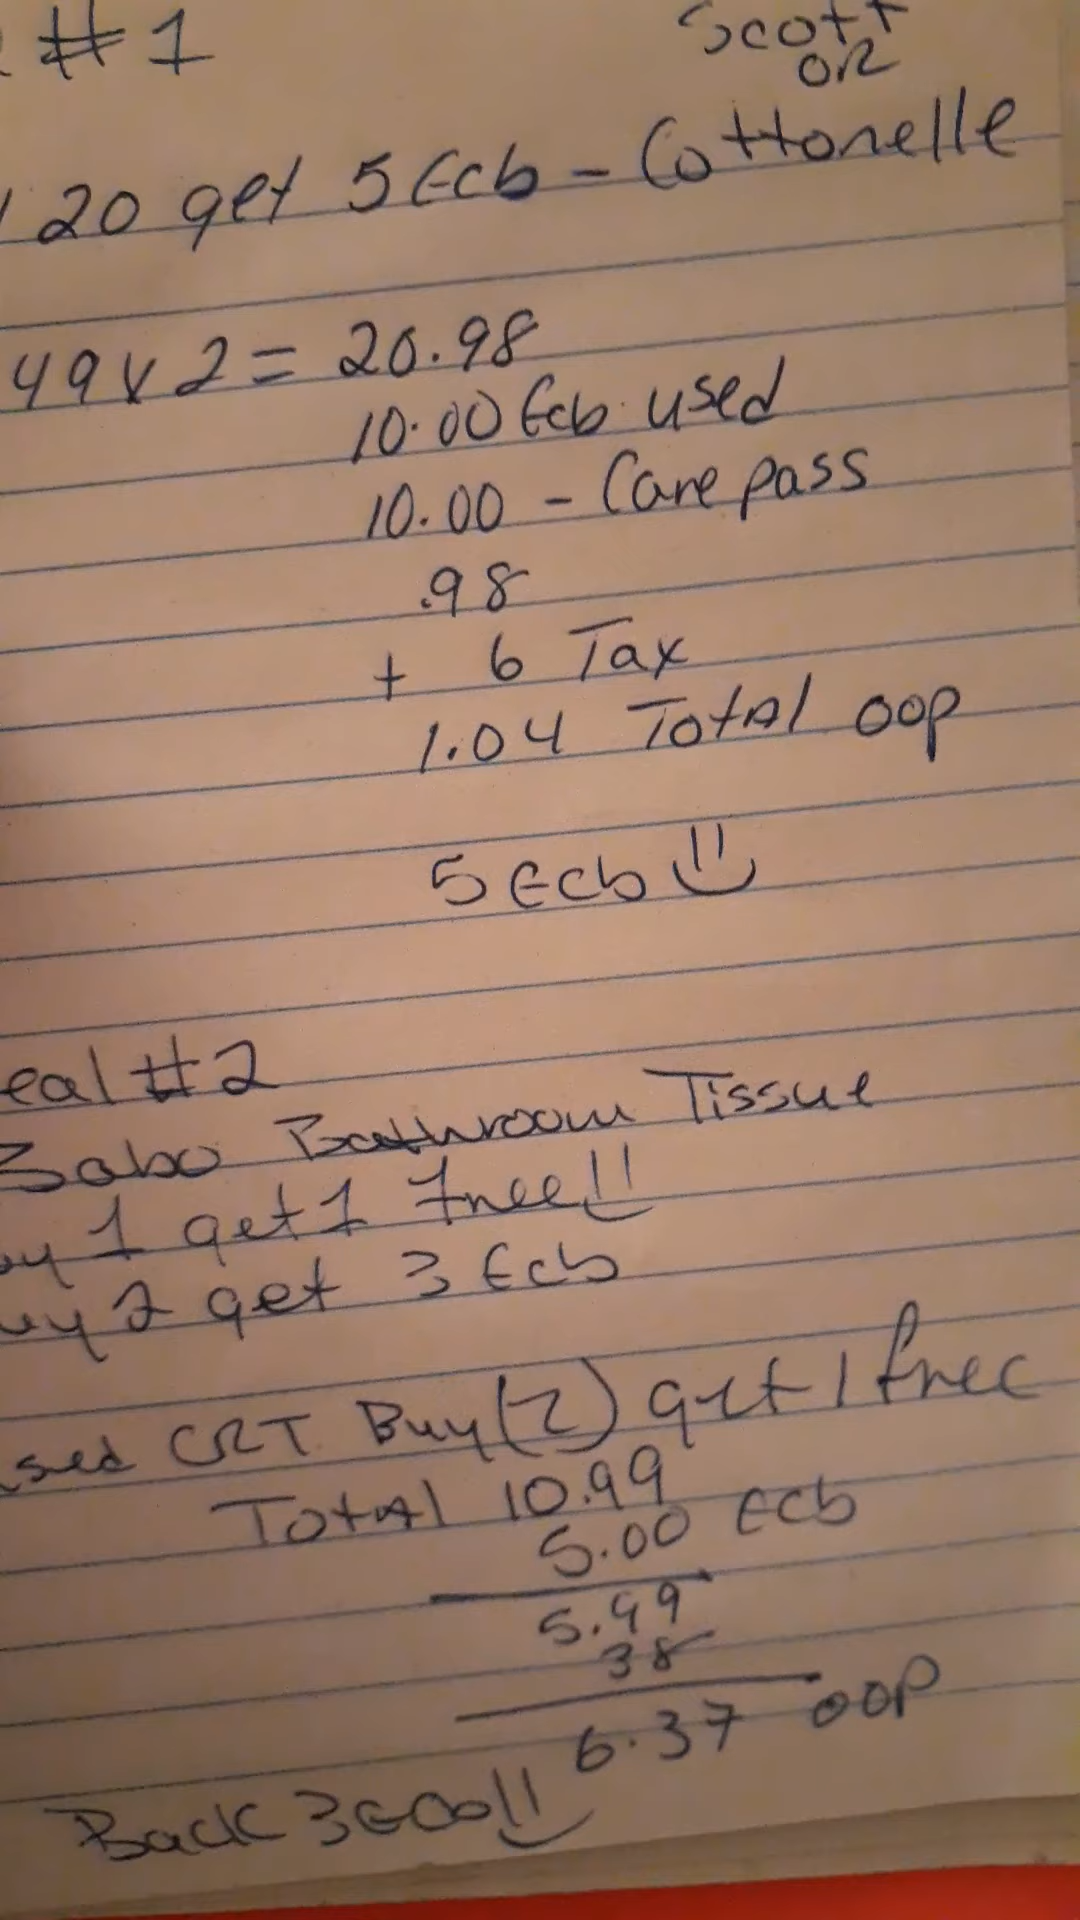 #1
Scott
OR
20 get 5 Ecb - Cottonelle
49 x 2 = 20.98
10.00 Ecb used
10.00 - Care pass
.98
+ 6 Tax
1.04 Total oop
5 Ecb
eal #2
Bathroom Tissue
1 get 1 free!!
uy 2 get 3 Ecb
sed CRT Buy (2) get 1 free
Total 10.99
5.00 Ecb
5.99
38
6.37 OOP
Back 3 Ecb!!